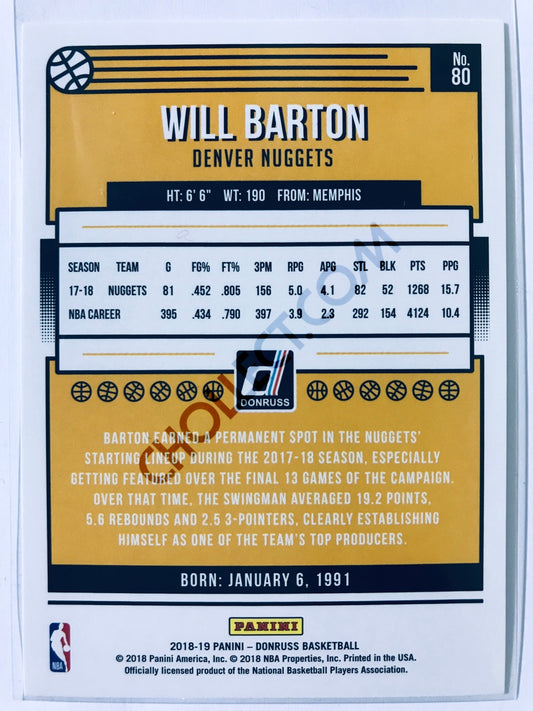 No.
80
WILL BARTON
DENVER NUGGETS
HT: 6' 6" WT: 190 FROM: MEMPHIS
SEASON TEAM G FG% FT% 3PM RPG APG STL BLK PTS PPG
17-18 NUGGETS 81 .452 .805 156 5.0 4.1 82 52 1268 15.7
NBA CAREER 395 .434 .790 397 3.9 2.3 292 154 4124 10.4
DONRUSS
BARTON EARNED A PERMANENT SPOT IN THE NUGGETS'
STARTING LINEUP DURING THE 2017-18 SEASON, ESPECIALLY
GETTING FEATURED OVER THE FINAL 13 GAMES OF THE CAMPAIGN.
OVER THAT TIME, THE SWINGMAN AVERAGED 19.2 POINTS,
5.6 REBOUNDS AND 2.5 3-POINTERS, CLEARLY ESTABLISHING
HIMSELF AS ONE OF THE TEAM'S TOP PRODUCERS.
BORN: JANUARY 6, 1991
PANINI
NBA
2018-19 PANINI – DONRUSS BASKETBALL
© 2018 Panini America, Inc. © 2018 NBA Properties, Inc. Printed in the USA.
Officially licensed product of the National Basketball Players Association.
CHOLLECT.COM